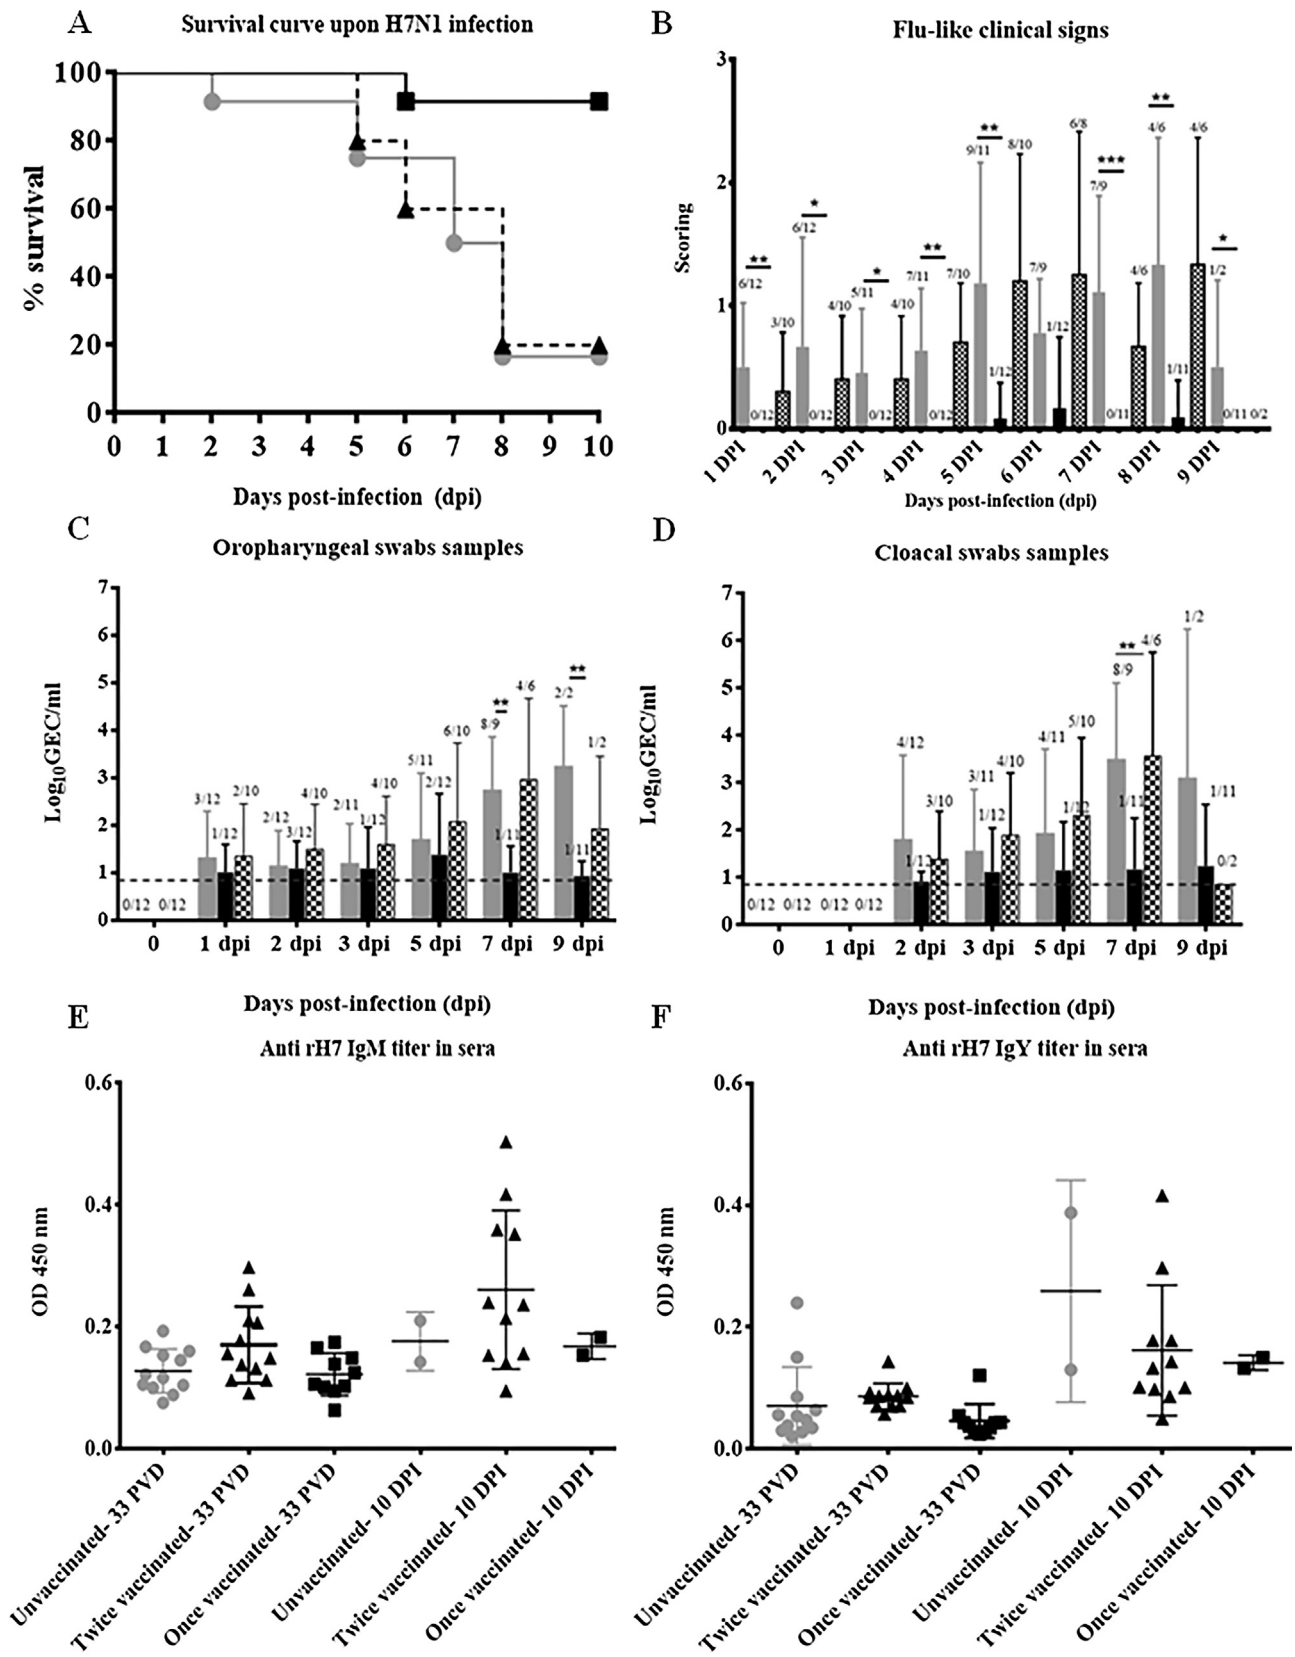 A
Survival curve upon H7N1 infection
% survival
100
80
60
40
20
0
0 1 2 3 4 5 6 7 8 9 10
Days post-infection (dpi)
B
Flu-like clinical signs
Scoring
3
2
1
0
** * * ** ** *** ** *
6/12 0/12 3/10 6/12 0/12 4/10 5/11 0/12 4/10 7/11 0/12 7/10 9/11 1/12 8/10 7/9 1/12 6/8 7/9 0/11 4/6 4/6 1/11 4/6 1/2 0/11 0/2
1 DPI 2 DPI 3 DPI 4 DPI 5 DPI 6 DPI 7 DPI 8 DPI 9 DPI
Days post-infection (dpi)
C
Oropharyngeal swabs samples
Log10GEC/ml
7
6
5
4
3
2
1
0
** **
0/12 0/12 3/12 1/12 2/10 2/12 3/12 4/10 2/11 1/12 4/10 5/11 2/12 6/10 8/9 1/11 4/6 2/2 1/11 1/2
0 1 dpi 2 dpi 3 dpi 5 dpi 7 dpi 9 dpi
Days post-infection (dpi)
D
Cloacal swabs samples
Log10GEC/ml
7
6
5
4
3
2
1
0
**
0/12 0/12 0/12 0/12 4/12 1/12 3/10 3/11 1/12 4/10 4/11 1/12 5/10 8/9 1/11 4/6 1/2 1/11 0/2
0 1 dpi 2 dpi 3 dpi 5 dpi 7 dpi 9 dpi
Days post-infection (dpi)
E
Anti rH7 IgM titer in sera
OD 450 nm
0.6
0.4
0.2
0.0
Unvaccinated- 33 PVD
Twice vaccinated- 33 PVD
Once vaccinated- 33 PVD
Unvaccinated- 10 DPI
Twice vaccinated- 10 DPI
Once vaccinated- 10 DPI
F
Anti rH7 IgY titer in sera
OD 450 nm
0.6
0.4
0.2
0.0
Unvaccinated- 33 PVD
Twice vaccinated- 33 PVD
Once vaccinated- 33 PVD
Unvaccinated- 10 DPI
Twice vaccinated- 10 DPI
Once vaccinated- 10 DPI